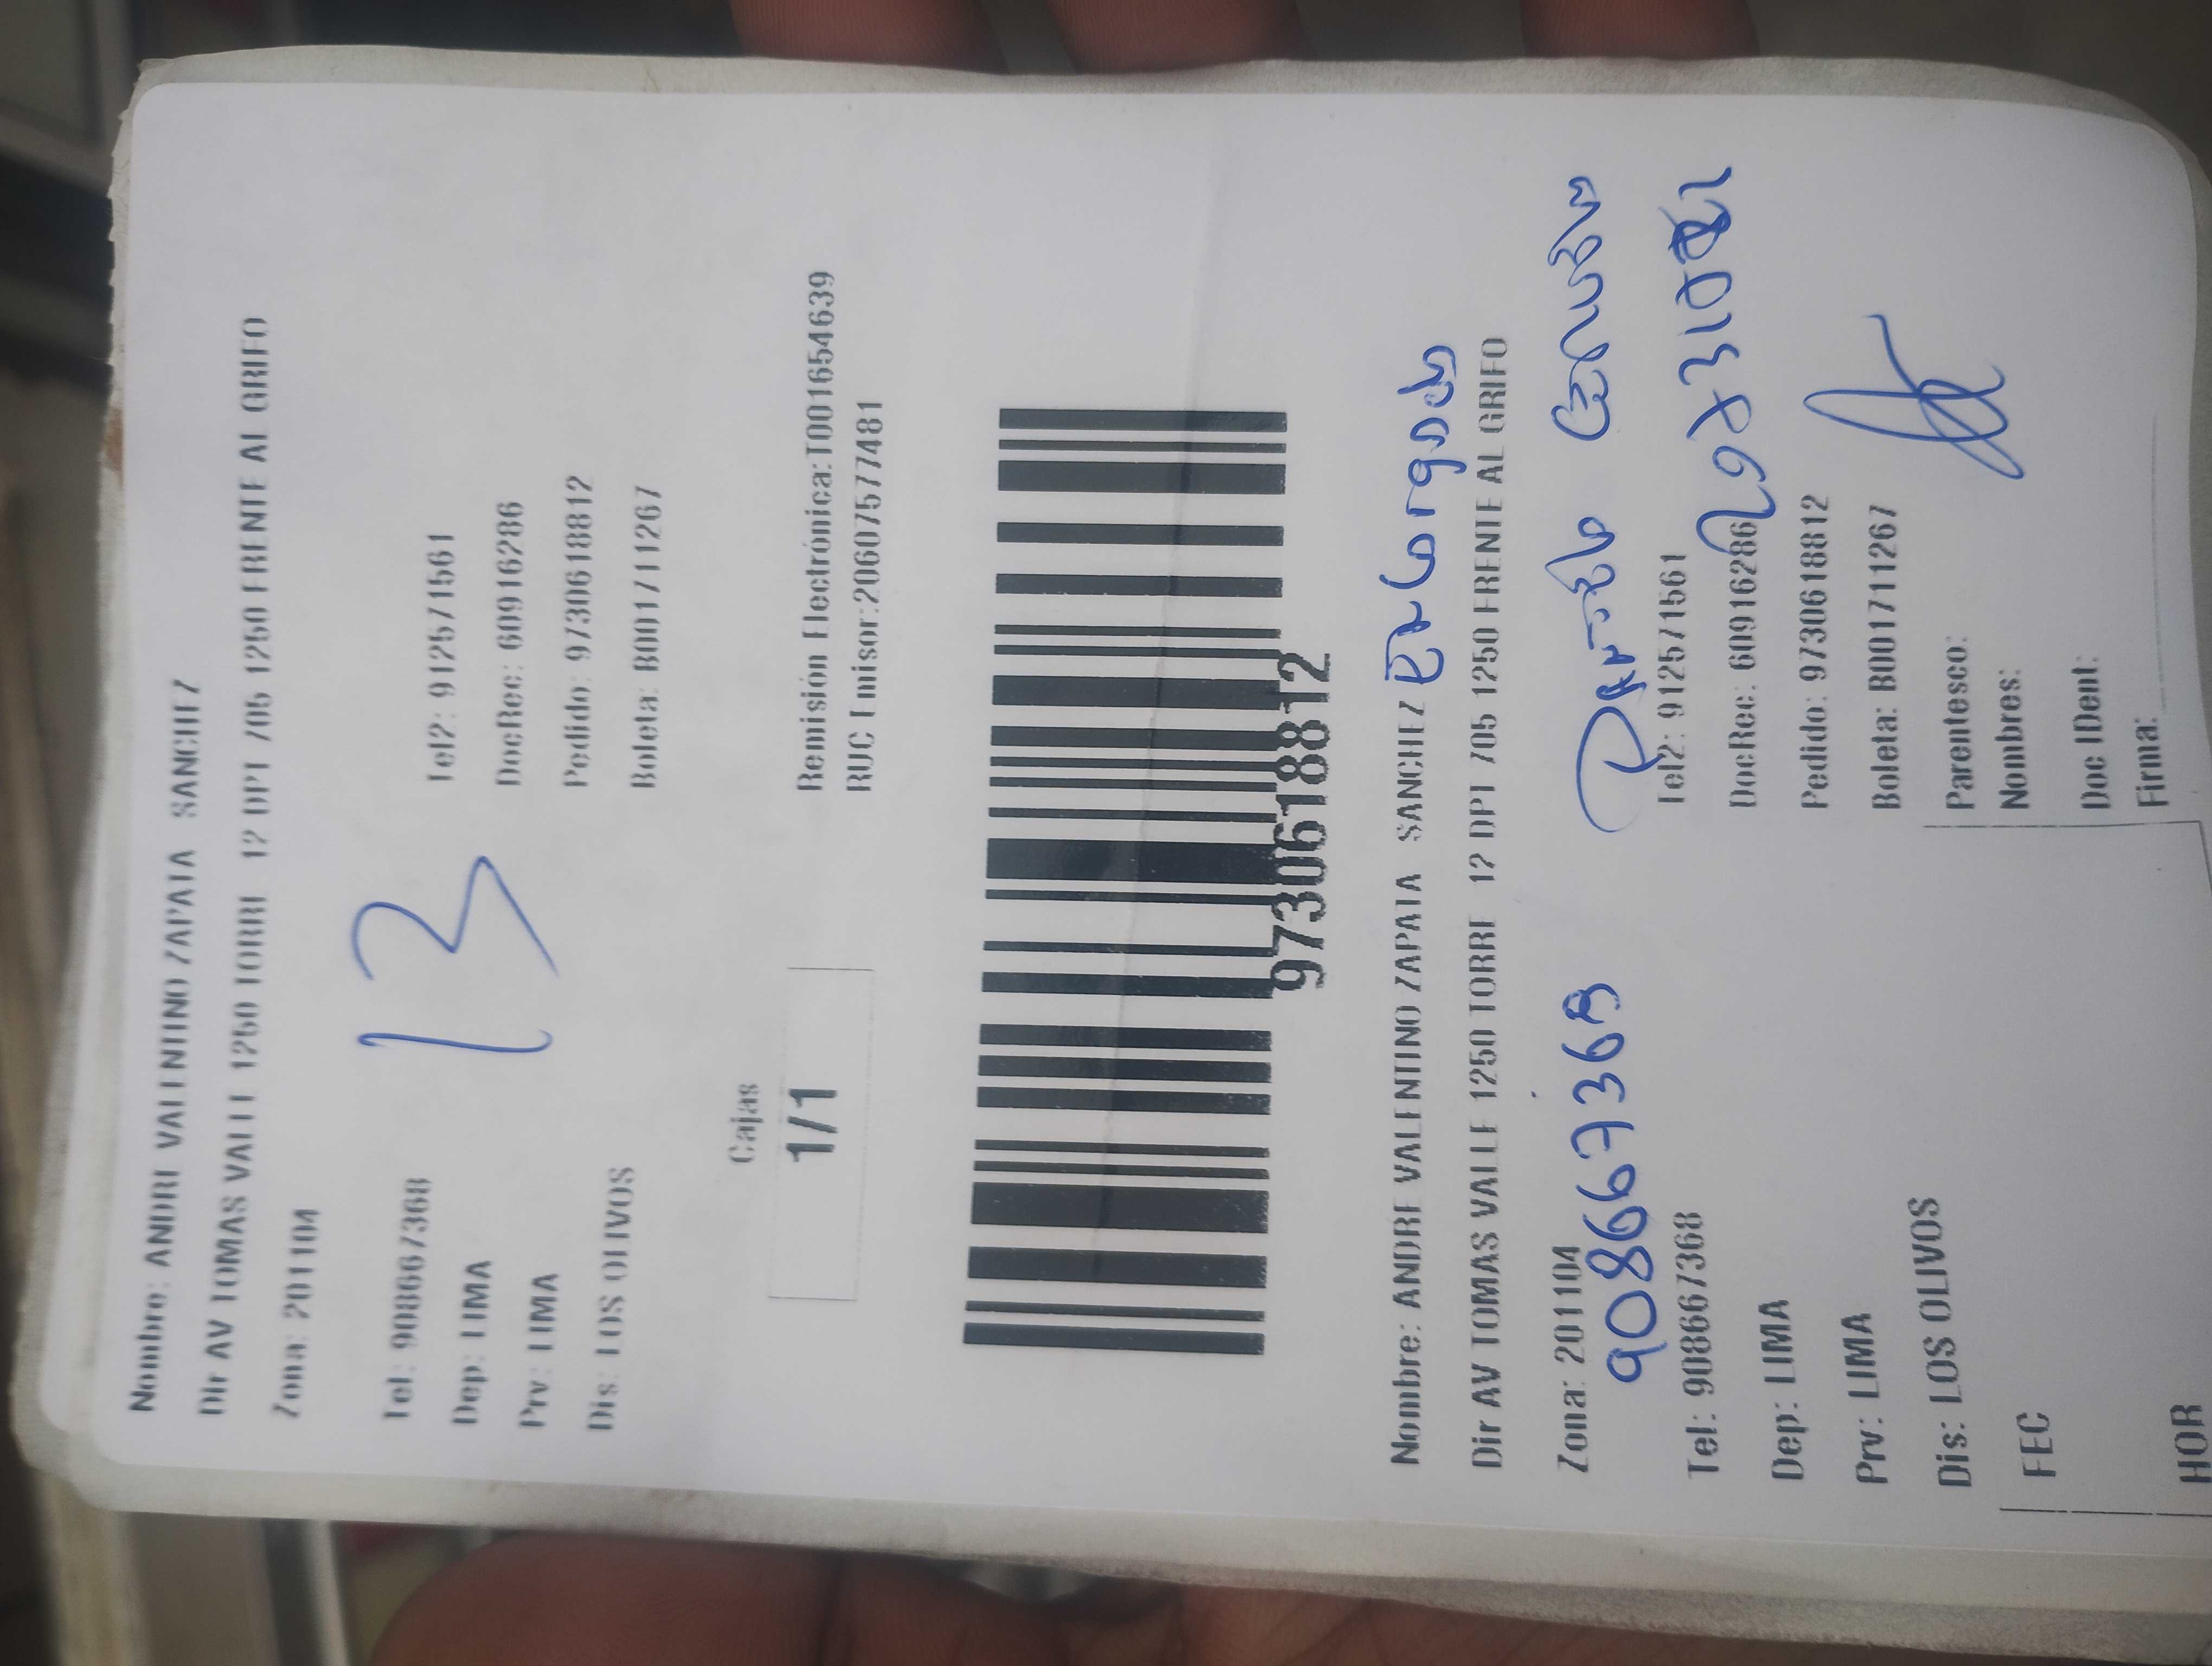 Nombre: ANDRE VALENTINO ZAPATA SANCHEZ
Dir AV TOMAS VALLE 1250 TORRE 12 DPT 705 1250 FRENTE AL GRIFO
Zona: 201104
13
Tel: 908667368 Tel2: 912571561
Dep: LIMA DocRec: 60916286
Prv: LIMA Pedido: 97306188812
Dis: LOS OLIVOS Boleta: B001711267
Cajas
1/1
Remisión Electrónica:T001654639
RUC Emisor:20607577481
97306188812
Nombre: ANDRE VALENTINO ZAPATA SANCHEZ Encargado
Dir AV TOMAS VALLE 1250 TORRE 12 DPT 705 1250 FRENTE AL GRIFO
Zona: 201104
908667368
Tel: 908667368 Tel2: 912571561
Dep: LIMA DocRec: 60916286
Prv: LIMA Pedido: 97306188812
Dis: LOS OLIVOS Boleta: B001711267
FEC Parentesco:
Nombres:
Doc IDent:
HOR Firma: